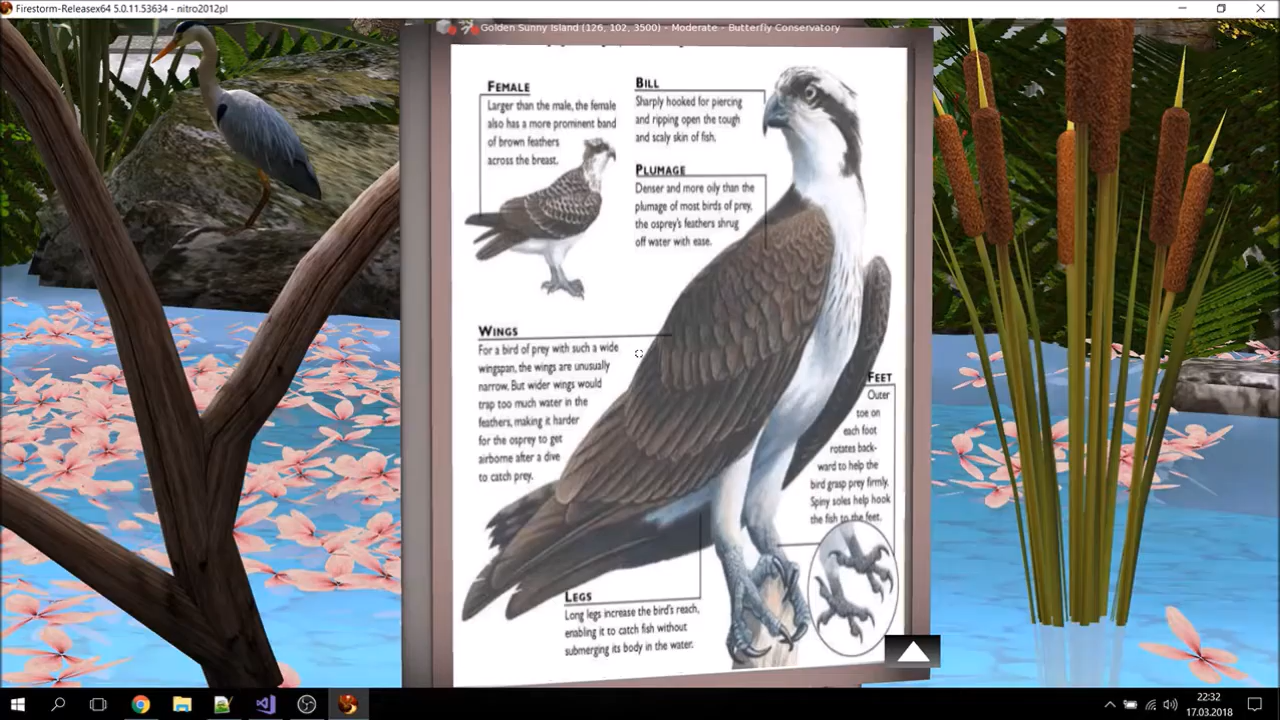 Firestorm-Releasex64 5.0.11.53634 - nitro2012pl
Golden Sunny Island (126, 102, 3500) - Moderate - Butterfly Conservatory
FEMALE
Larger than the male, the female
also has a more prominent band
of brown feathers
across the breast.
BILL
Sharply hooked for piercing
and ripping open the tough
and scaly skin of fish.
PLUMAGE
Denser and more oily than the
plumage of most birds of prey,
the osprey's feathers shrug
off water with ease.
WINGS
For a bird of prey with such a wide
wingspan, the wings are unusually
narrow. But wider wings would
trap too much water in the
feathers, making it harder
for the osprey to get
airborne after a dive
to catch prey.
FEET
Outer
toe on
each foot
rotates back-
ward to help the
bird grasp prey firmly.
Spiny soles help hook
the fish to the feet.
LEGS
Long legs increase the bird's reach,
enabling it to catch fish without
submerging its body in the water.
22:32
17.03.2018